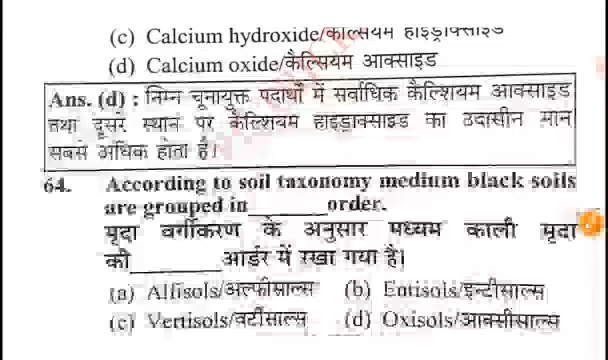 (c) Calcium hydroxide/काल्सयम हाइड्राक्साइड
(d) Calcium oxide/कैल्सियम आक्साइड
Ans. (d) : निम्न चूनायुक्त पदार्थों में सर्वाधिक कैल्शियम आक्साइड
तथा दूसरे स्थान पर कैल्शियम हाइड्राक्साइड का उदासीन मान
सबसे अधिक होता है।
64. According to soil taxonomy medium black soils
are grouped in_______order.
मृदा वर्गीकरण के अनुसार मध्यम काली मृदा
को________आर्डर में रखा गया है।
(a) Alfisols/अल्फीसाल्स (b) Entisols/इन्टीसाल्स
(c) Vertisols/वर्टीसाल्स (d) Oxisols/आक्सीसाल्स